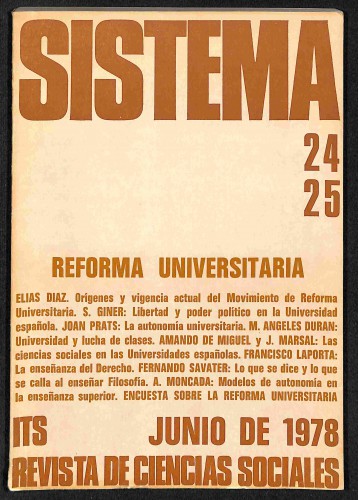 SISTEMA
24
25
REFORMA UNIVERSITARIA
ELIAS DIAZ. Orígenes y vigencia actual del Movimiento de Reforma
Universitaria. S. GINER: Libertad y poder político en la Universidad
española. JOAN PRATS: La autonomía universitaria. M. ANGELES DURAN:
Universidad y lucha de clases. AMANDO DE MIGUEL y J. MARSAL: Las
ciencias sociales en las Universidades españolas. FRANCISCO LAPORTA:
La enseñanza del Derecho. FERNANDO SAVATER: Lo que se dice y lo que
se calla al enseñar Filosofía. A. MONCADA: Modelos de autonomía en
la enseñanza superior. ENCUESTA SOBRE LA REFORMA UNIVERSITARIA
ITS JUNIO DE 1978
REVISTA DE CIENCIAS SOCIALES